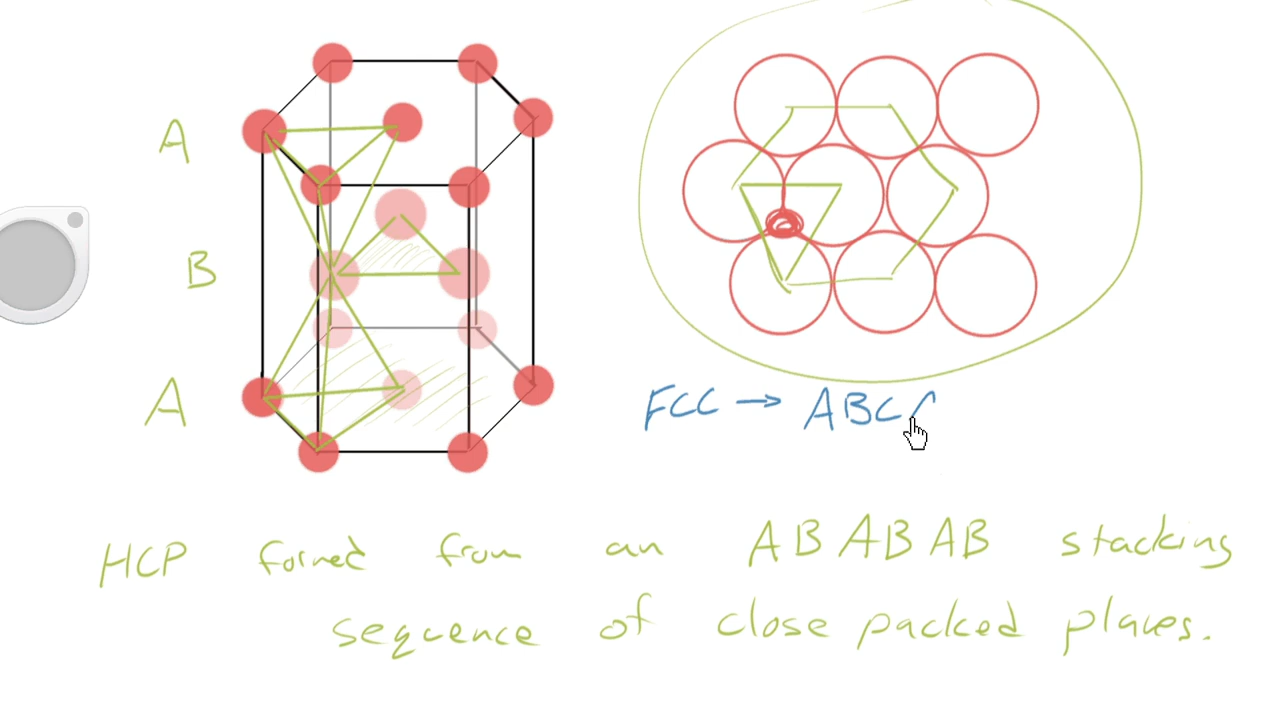 A
B
A
FCC → ABC
HCP formed from an ABABAB stacking
sequence of close packed planes.